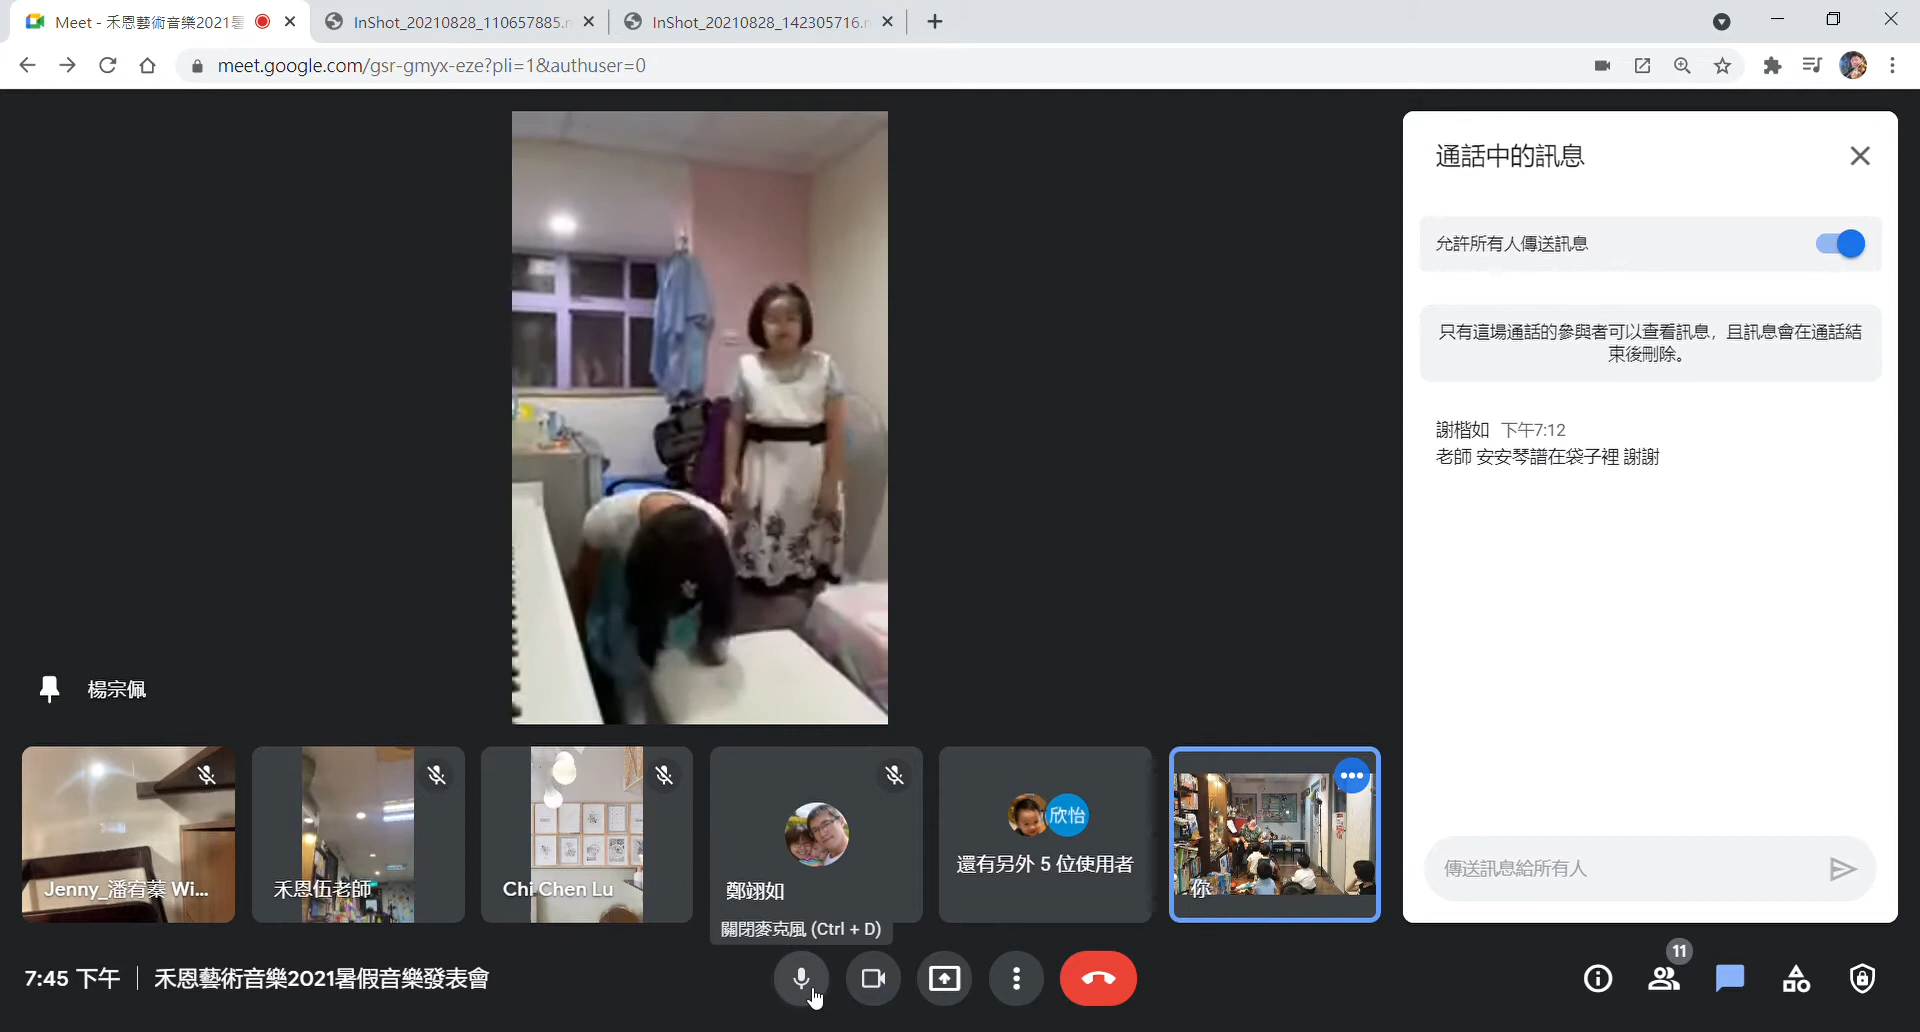 Meet - 禾恩藝術音樂2021暑
InShot_20210828_110657885.m
InShot_20210828_142305716.m
meet.google.com/gsr-gmyx-eze?pli=1&authuser=0
通話中的訊息
允許所有人傳送訊息
只有這場通話的參與者可以查看訊息，且訊息會在通話結
束後刪除。
謝楷如 下午7:12
老師 安安琴譜在袋子裡 謝謝
楊宗佩
Jenny_潘宥蓁 Wi...
禾恩伍老師
Chi Chen Lu
鄭翊如
欣怡
還有另外 5 位使用者
你
傳送訊息給所有人
關閉麥克風 (Ctrl + D)
7:45 下午
禾恩藝術音樂2021暑假音樂發表會
11